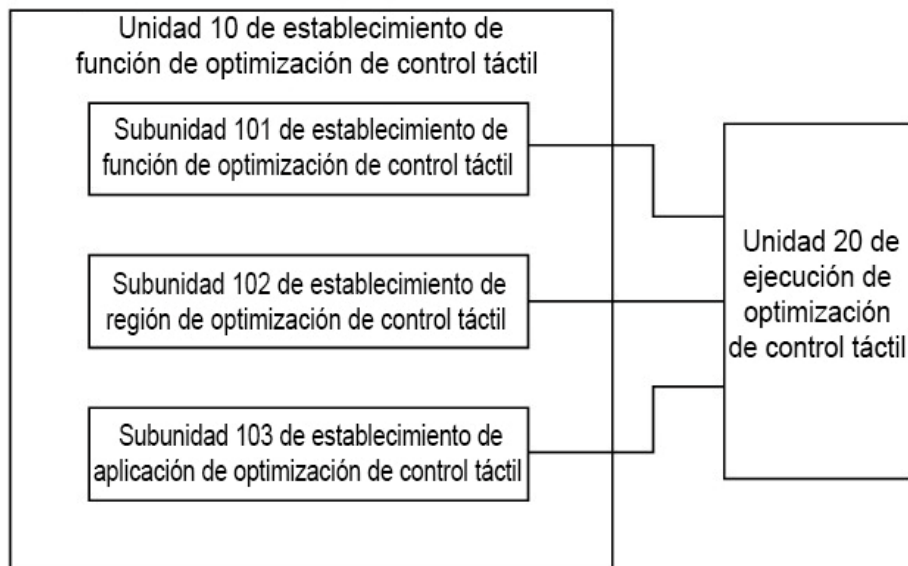 Unidad 10 de establecimiento de
función de optimización de control táctil
Subunidad 101 de establecimiento de
función de optimización de control táctil
Subunidad 102 de establecimiento de
región de optimización de control táctil
Subunidad 103 de establecimiento de
aplicación de optimización de control táctil
Unidad 20 de
ejecución de
optimización
de control táctil